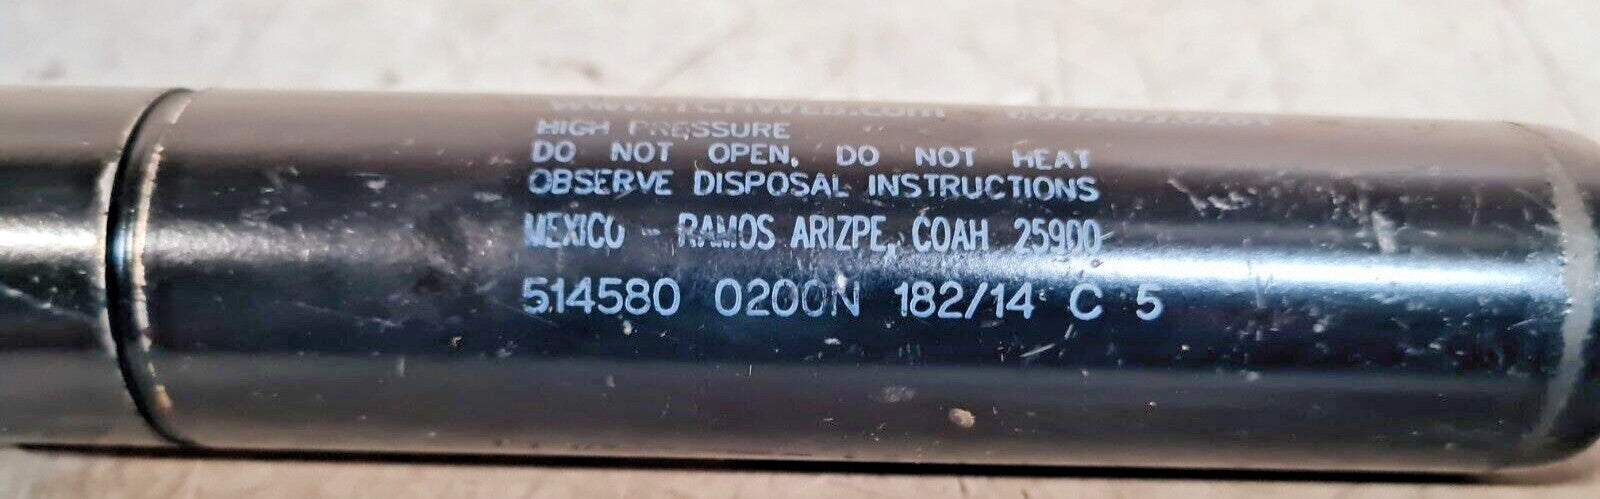 HIGH PRESSURE
DO NOT OPEN. DO NOT HEAT
OBSERVE DISPOSAL INSTRUCTIONS
MEXICO - RAMOS ARIZPE, COAH 25900
514580 0200N 182/14 C 5